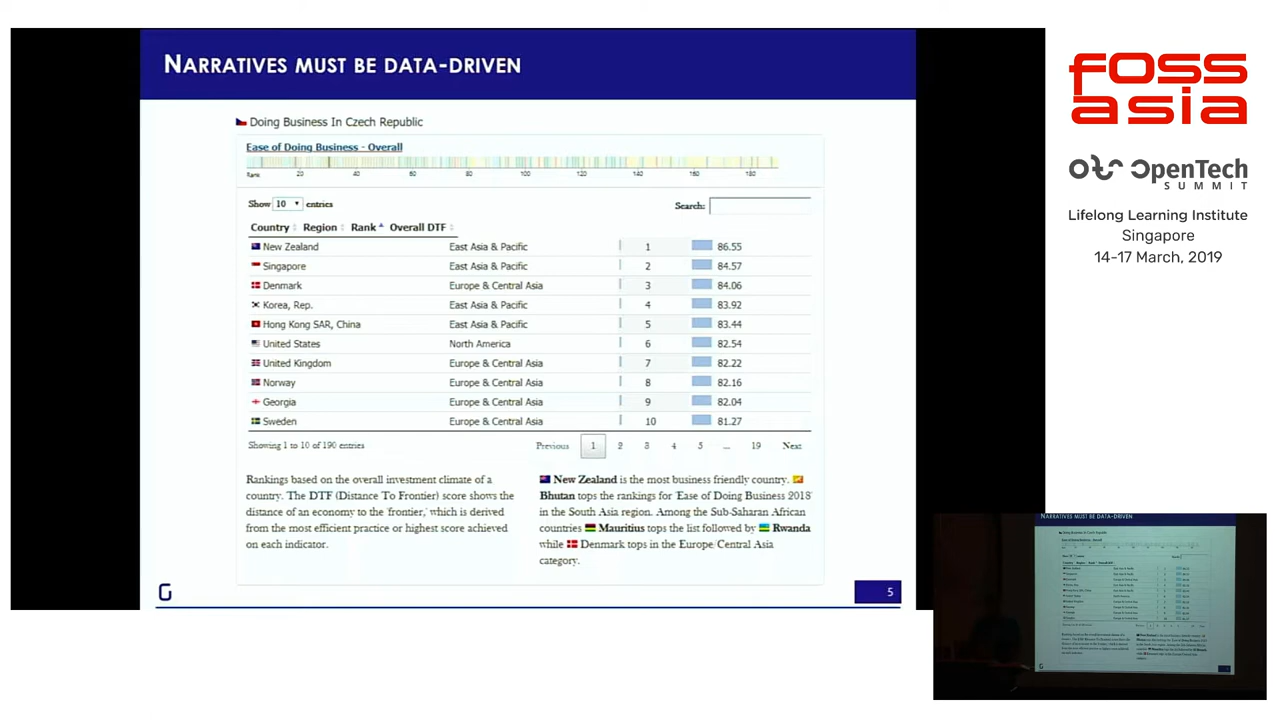 NARRATIVES MUST BE DATA-DRIVEN
Doing Business In Czech Republic
Ease of Doing Business - Overall
Rank 20 40 60 80 100 120 140 160 180
Show 10 entries Search:
Country Region Rank Overall DTF
New Zealand East Asia & Pacific 1 86.55
Singapore East Asia & Pacific 2 84.57
Denmark Europe & Central Asia 3 84.06
Korea, Rep. East Asia & Pacific 4 83.92
Hong Kong SAR, China East Asia & Pacific 5 83.44
United States North America 6 82.54
United Kingdom Europe & Central Asia 7 82.22
Norway Europe & Central Asia 8 82.16
Georgia Europe & Central Asia 9 82.04
Sweden Europe & Central Asia 10 81.27
Showing 1 to 10 of 190 entries Previous 1 2 3 4 5 ... 19 Next
Rankings based on the overall investment climate of a
country. The DTF (Distance To Frontier) score shows the
distance of an economy to the 'frontier,' which is derived
from the most efficient practice or highest score achieved
on each indicator.
New Zealand is the most business friendly country.
Bhutan tops the rankings for 'Ease of Doing Business 2018'
in the South Asia region. Among the Sub-Saharan African
countries Mauritius tops the list followed by Rwanda
while Denmark tops in the Europe/Central Asia
category.
5
FOSS
ASIA
OpenTech
SUMMIT
Lifelong Learning Institute
Singapore
14-17 March, 2019
NARRATIVES MUST BE DATA-DRIVEN